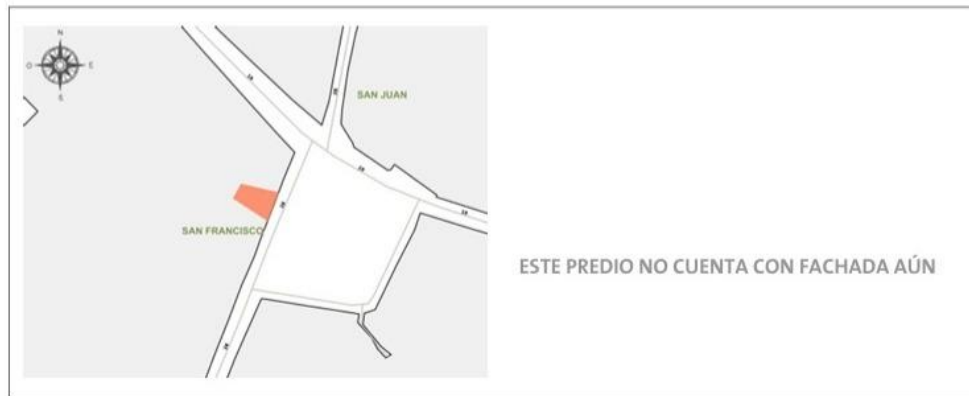 N
O
E
S
SAN JUAN
SAN FRANCISCO
ESTE PREDIO NO CUENTA CON FACHADA AÚN